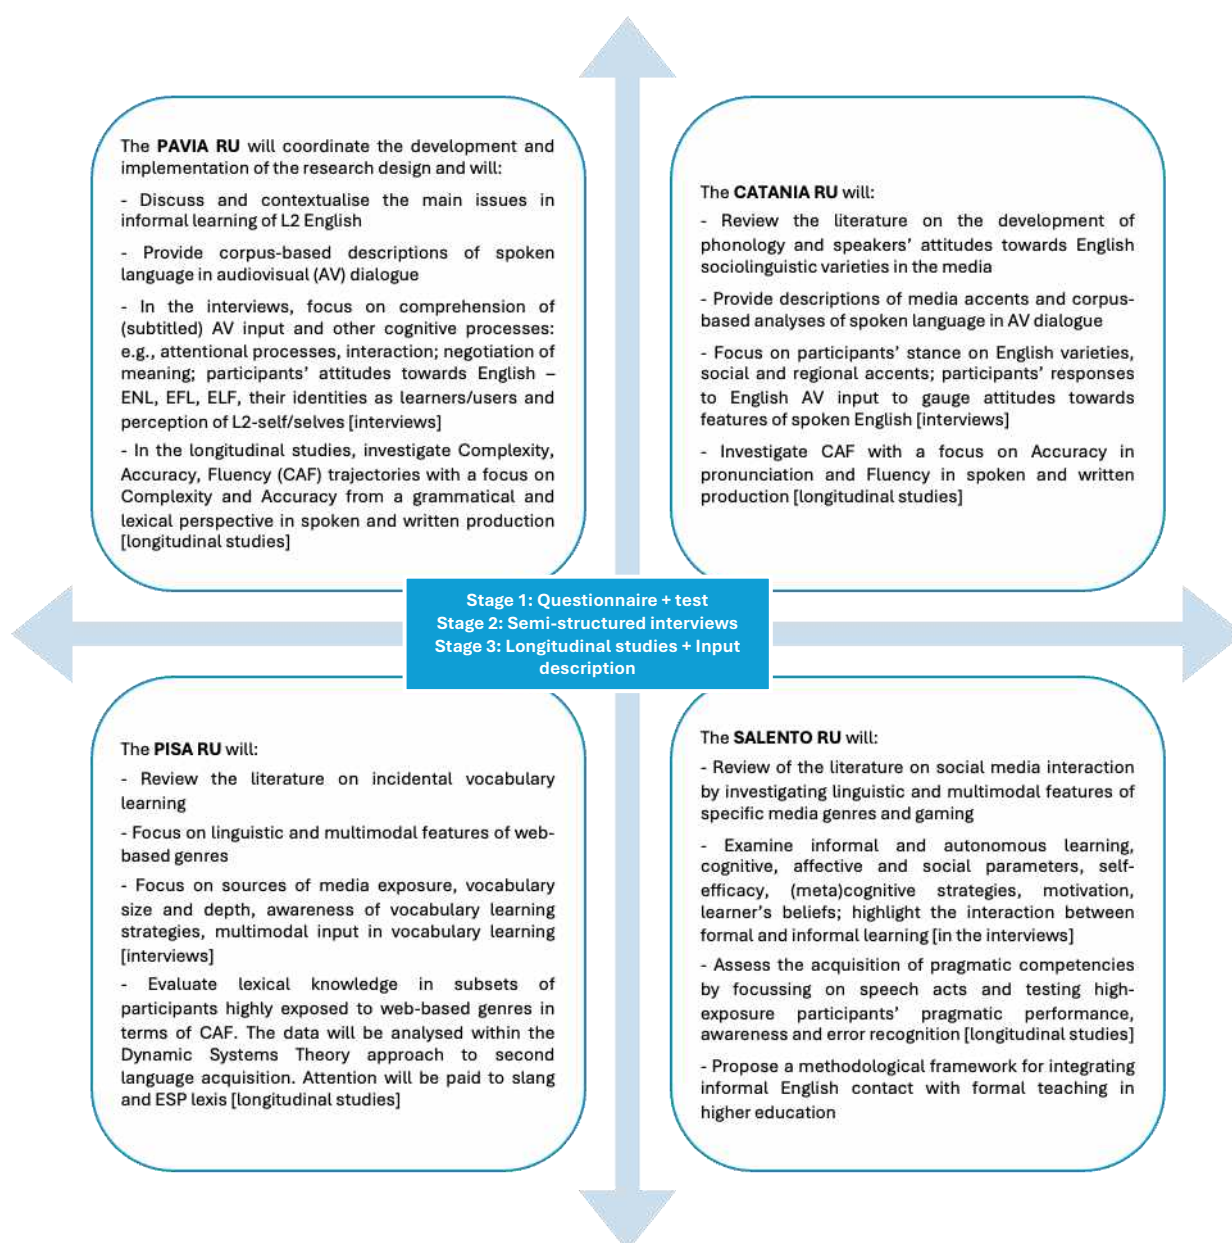 The PAVIA RU will coordinate the development and
implementation of the research design and will:
- Discuss and contextualise the main issues in
informal learning of L2 English
- Provide corpus-based descriptions of spoken
language in audiovisual (AV) dialogue
- In the interviews, focus on comprehension of
(subtitled) AV input and other cognitive processes:
e.g., attentional processes, interaction; negotiation of
meaning; participants' attitudes towards English –
ENL, EFL, ELF, their identities as learners/users and
perception of L2-self/selves [interviews]
- In the longitudinal studies, investigate Complexity,
Accuracy, Fluency (CAF) trajectories with a focus on
Complexity and Accuracy from a grammatical and
lexical perspective in spoken and written production
[longitudinal studies]
The CATANIA RU will:
- Review the literature on the development of
phonology and speakers' attitudes towards English
sociolinguistic varieties in the media
- Provide descriptions of media accents and corpus-
based analyses of spoken language in AV dialogue
- Focus on participants' stance on English varieties,
social and regional accents; participants' responses
to English AV input to gauge attitudes towards
features of spoken English [interviews]
- Investigate CAF with a focus on Accuracy in
pronunciation and Fluency in spoken and written
production [longitudinal studies]
Stage 1: Questionnaire + test
Stage 2: Semi-structured interviews
Stage 3: Longitudinal studies + Input
description
The PISA RU will:
- Review the literature on incidental vocabulary
learning
- Focus on linguistic and multimodal features of web-
based genres
- Focus on sources of media exposure, vocabulary
size and depth, awareness of vocabulary learning
strategies, multimodal input in vocabulary learning
[interviews]
- Evaluate lexical knowledge in subsets of
participants highly exposed to web-based genres in
terms of CAF. The data will be analysed within the
Dynamic Systems Theory approach to second
language acquisition. Attention will be paid to slang
and ESP lexis [longitudinal studies]
The SALENTO RU will:
- Review of the literature on social media interaction
by investigating linguistic and multimodal features of
specific media genres and gaming
- Examine informal and autonomous learning,
cognitive, affective and social parameters, self-
efficacy, (meta)cognitive strategies, motivation,
learner's beliefs; highlight the interaction between
formal and informal learning [in the interviews]
- Assess the acquisition of pragmatic competencies
by focussing on speech acts and testing high-
exposure participants' pragmatic performance,
awareness and error recognition [longitudinal studies]
- Propose a methodological framework for integrating
informal English contact with formal teaching in
higher education